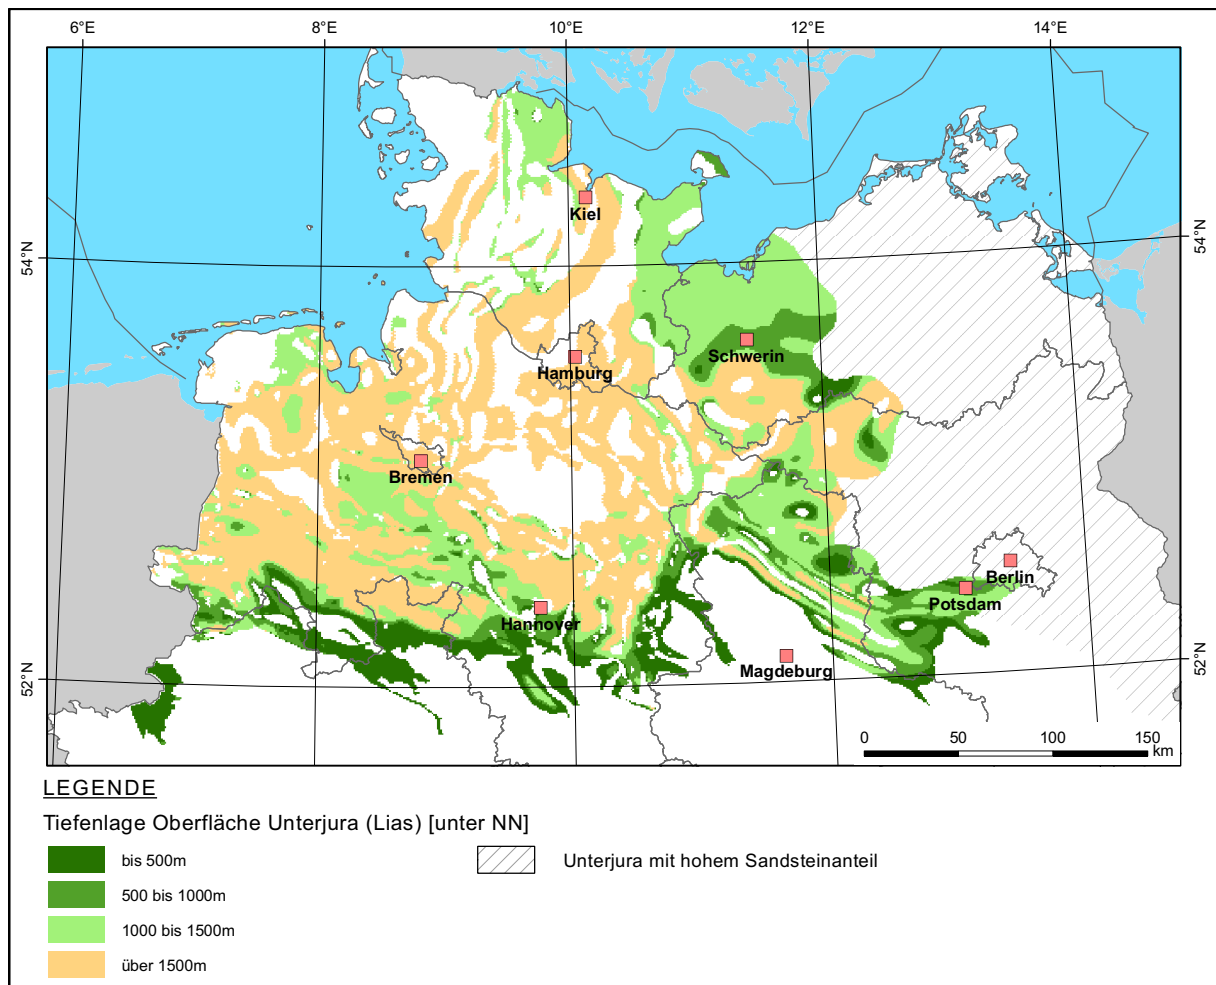 6°E 8°E 10°E 12°E 14°E
54°N 54°N
Kiel
Schwerin
Hamburg
Bremen
Berlin
Potsdam
Hannover
52°N 52°N
Magdeburg
0 50 100 150
km
LEGENDE
Tiefenlage Oberfläche Unterjura (Lias) [unter NN]
bis 500m
Unterjura mit hohem Sandsteinanteil
500 bis 1000m
1000 bis 1500m
über 1500m